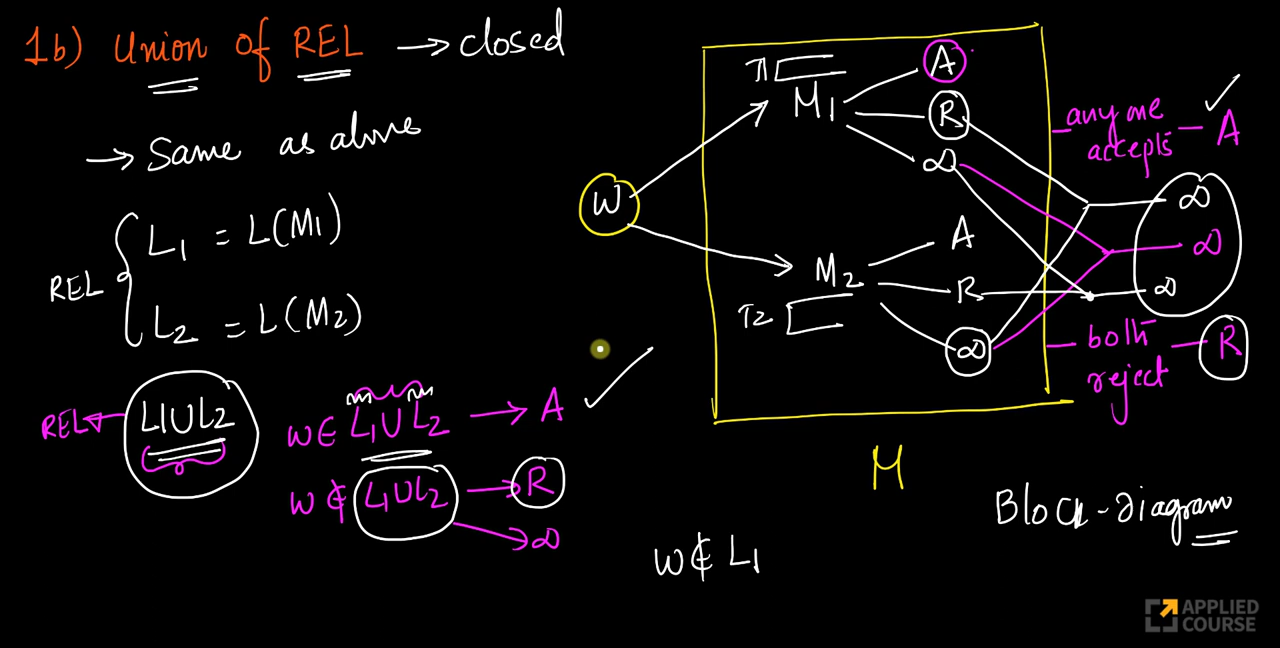 1b) Union of REL → closed
→ Same as above
REL { L1 = L(M1)
L2 = L(M2)
REL ← L1UL2
W ∈ L1UL2 → A ✓
W ∉ L1UL2 → R
→ ∞
W
T1 M1
A
R
∞
M2
T2
A
R
∞
any one accepts – A ✓
∞
∞
∞
both reject – R
M
Block-diagram
W ∉ L1
APPLIED
COURSE